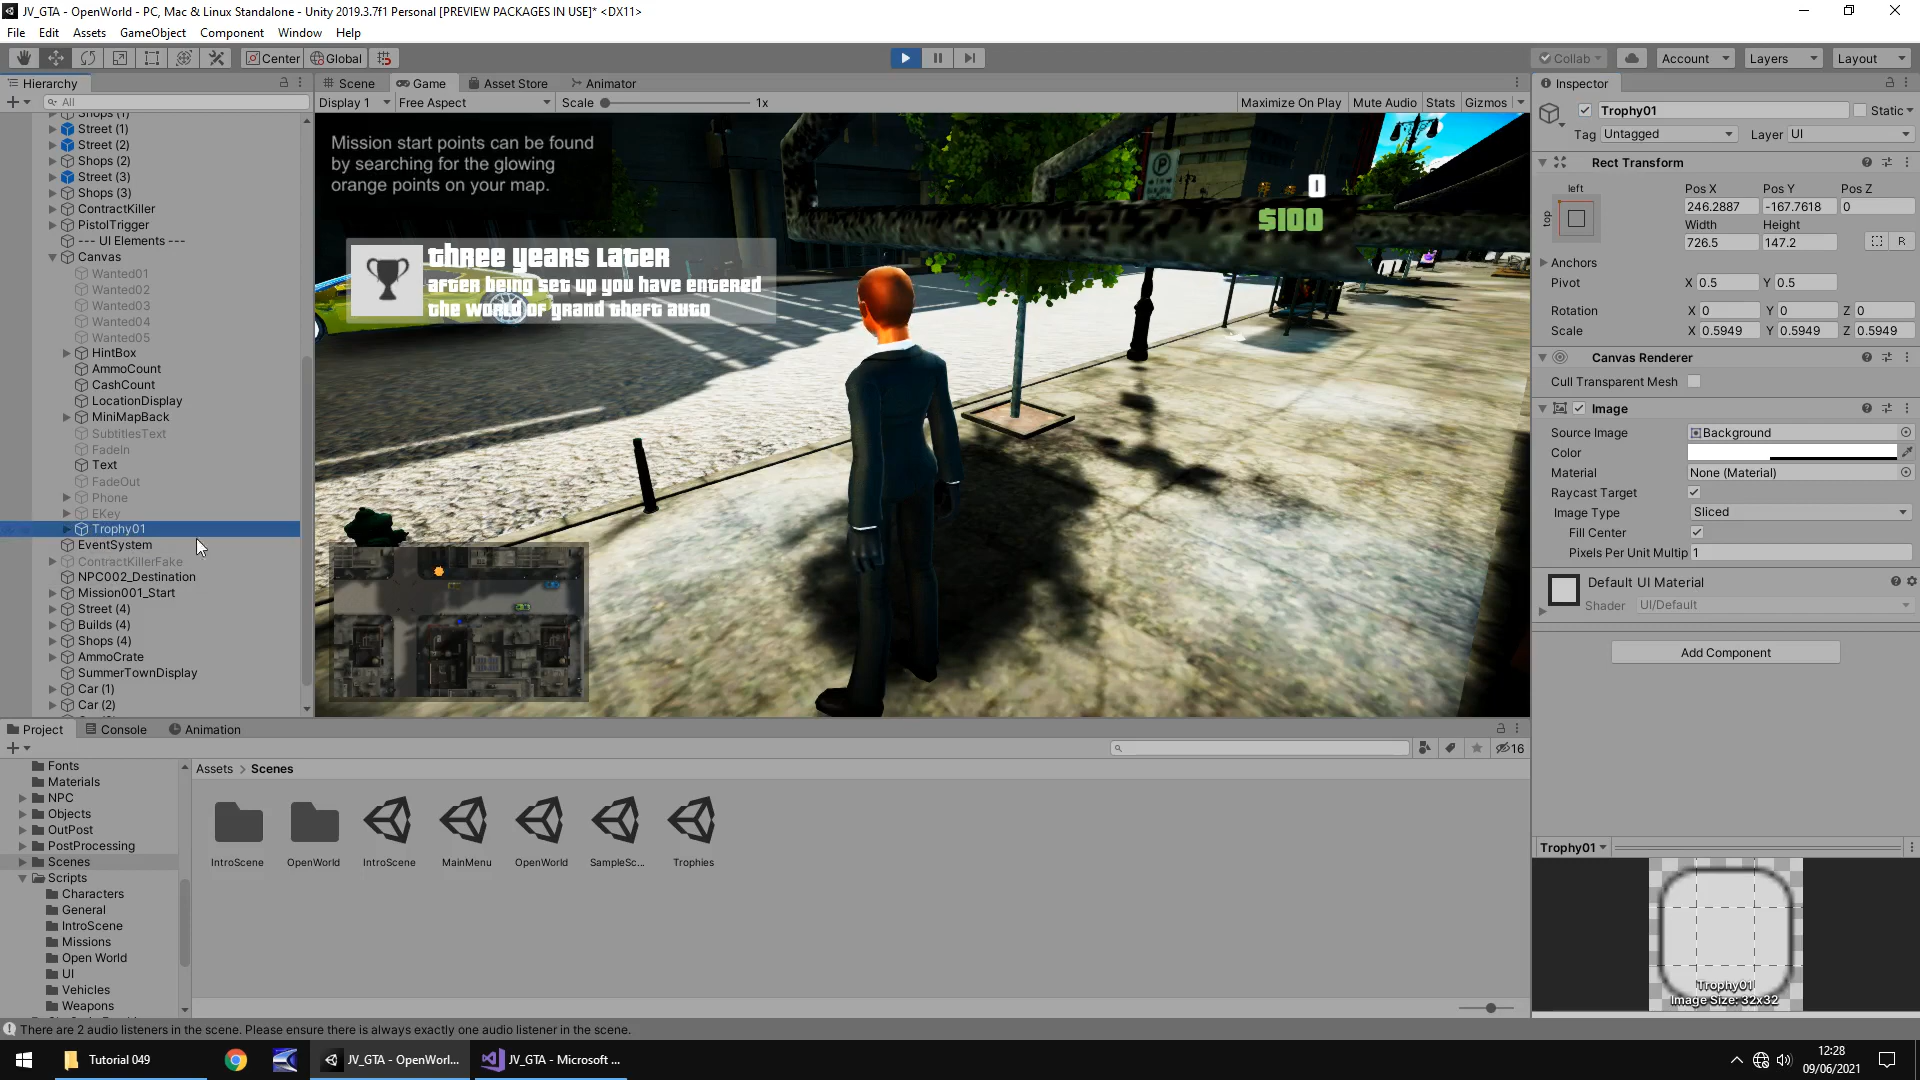 JV_GTA - OpenWorld - PC, Mac & Linux Standalone - Unity 2019.3.7f1 Personal [PREVIEW PACKAGES IN USE]* <DX11>
File Edit Assets GameObject Component Window Help
Center Global Collab Account Layers Layout
Hierarchy
All
Shops (1)
Street (1)
Street (2)
Shops (2)
Street (3)
Shops (3)
ContractKiller
PistolTrigger
--- UI Elements ---
Canvas
Wanted01
Wanted02
Wanted03
Wanted04
Wanted05
HintBox
AmmoCount
CashCount
LocationDisplay
MiniMapBack
SubtitlesText
FadeIn
Text
FadeOut
Phone
EKey
Trophy01
EventSystem
ContractKillerFake
NPC002_Destination
Mission001_Start
Street (4)
Builds (4)
Shops (4)
AmmoCrate
SummerTownDisplay
Car (1)
Car (2)
Scene Game Asset Store Animator
Display 1 Free Aspect Scale 1x Maximize On Play Mute Audio Stats Gizmos
Mission start points can be found
by searching for the glowing
orange points on your map.
0
$100
Three Years Later
After being set up you have entered
the world of grand theft auto
P
Inspector
Trophy01 Static
Tag Untagged Layer UI
Rect Transform
left
top
Pos X Pos Y Pos Z
246.2887 -167.7618 0
Width Height
726.5 147.2 R
Anchors
Pivot X 0.5 Y 0.5
Rotation X 0 Y 0 Z 0
Scale X 0.5949 Y 0.5949 Z 0.5949
Canvas Renderer
Cull Transparent Mesh
Image
Source Image Background
Color
Material None (Material)
Raycast Target
Image Type Sliced
Fill Center
Pixels Per Unit Multip 1
Default UI Material
Shader UI/Default
Add Component
Trophy01
Trophy01
Image Size: 32x32
Project Console Animation
16
Fonts
Materials
NPC
Objects
OutPost
PostProcessing
Scenes
Scripts
Characters
General
IntroScene
Missions
Open World
UI
Vehicles
Weapons
Assets > Scenes
IntroScene OpenWorld IntroScene MainMenu OpenWorld SampleSc... Trophies
There are 2 audio listeners in the scene. Please ensure there is always exactly one audio listener in the scene.
Tutorial 049 JV_GTA - OpenWorl... JV_GTA - Microsoft ...
12:28
09/06/2021